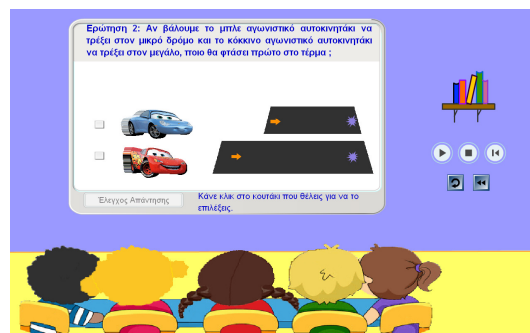 Ερώτηση 2: Αν βάλουμε το μπλε αγωνιστικό αυτοκινητάκι να
τρέξει στον μικρό δρόμο και το κόκκινο αγωνιστικό αυτοκινητάκι
να τρέξει στον μεγάλο, ποιο θα φτάσει πρώτο στο τέρμα ;
Έλεγχος Απάντησης
Κάνε κλικ στο κουτάκι που θέλεις για να το
επιλέξεις.